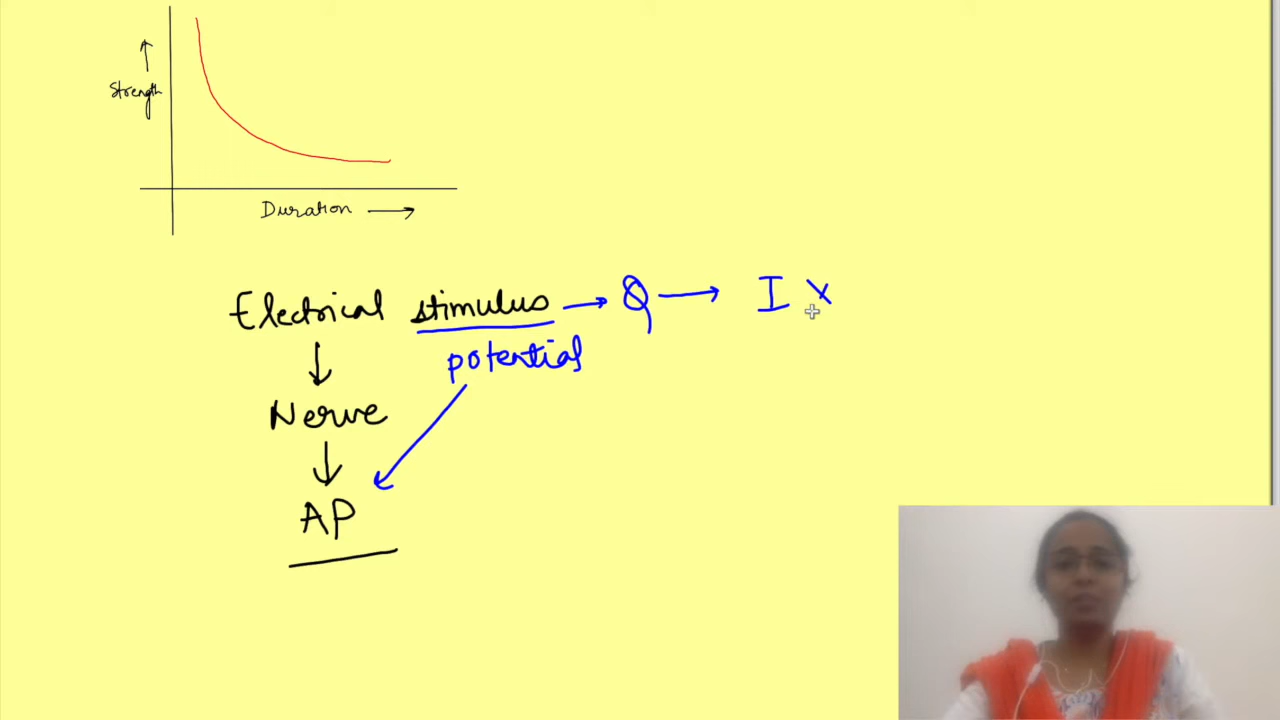 Strength
Duration
Electrical stimulus → Q → I x
potential
Nerve
AP